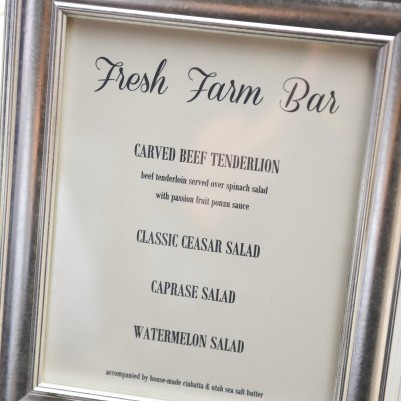 Fresh Farm Bar
CARVED BEEF TENDERLION
beef tenderloin served over spinach salad
with passion fruit ponzu sauce
CLASSIC CEASAR SALAD
CAPRASE SALAD
WATERMELON SALAD
accompanied by house-made ciabatta & utah sea salt butter